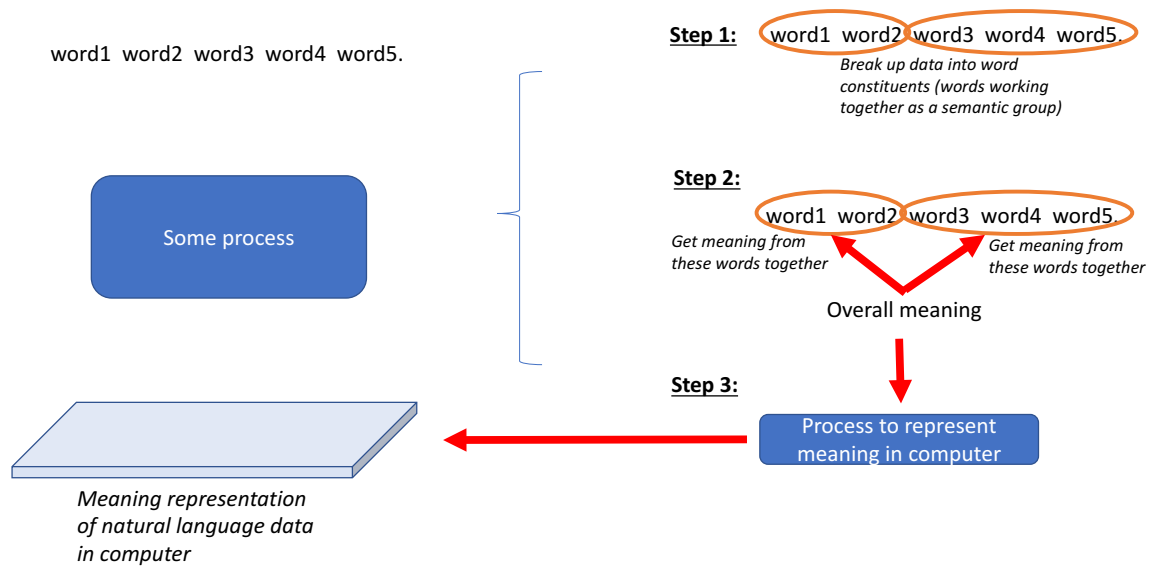 word1 word2 word3 word4 word5.
Some process
Meaning representation
of natural language data
in computer
Step 1:
word1 word2 word3 word4 word5.
Break up data into word
constituents (words working
together as a semantic group)
Step 2:
word1 word2 word3 word4 word5.
Get meaning from
these words together
Get meaning from
these words together
Overall meaning
Step 3:
Process to represent
meaning in computer